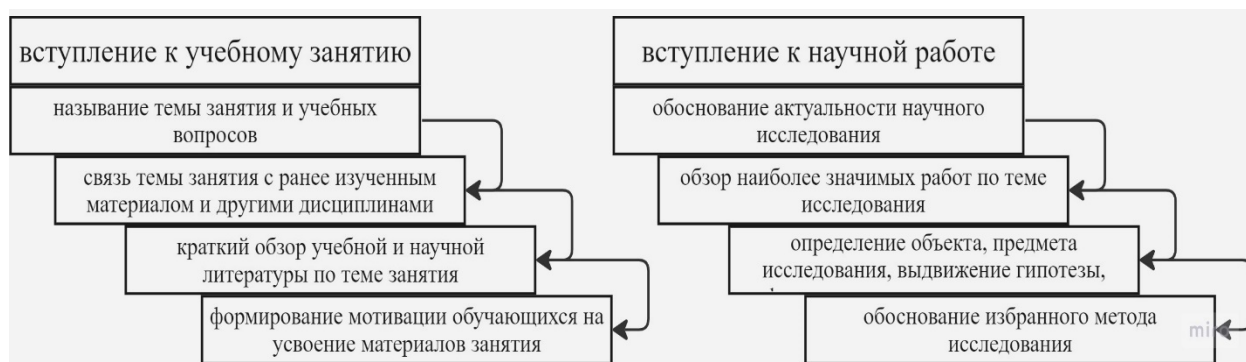 вступление к учебному занятию
называние темы занятия и учебных
вопросов
связь темы занятия с ранее изученным
материалом и другими дисциплинами
краткий обзор учебной и научной
литературы по теме занятия
формирование мотивации обучающихся на
усвоение материалов занятия
вступление к научной работе
обоснование актуальности научного
исследования
обзор наиболее значимых работ по теме
исследования
определение объекта, предмета
исследования, выдвижение гипотезы,
обоснование избранного метода
исследования